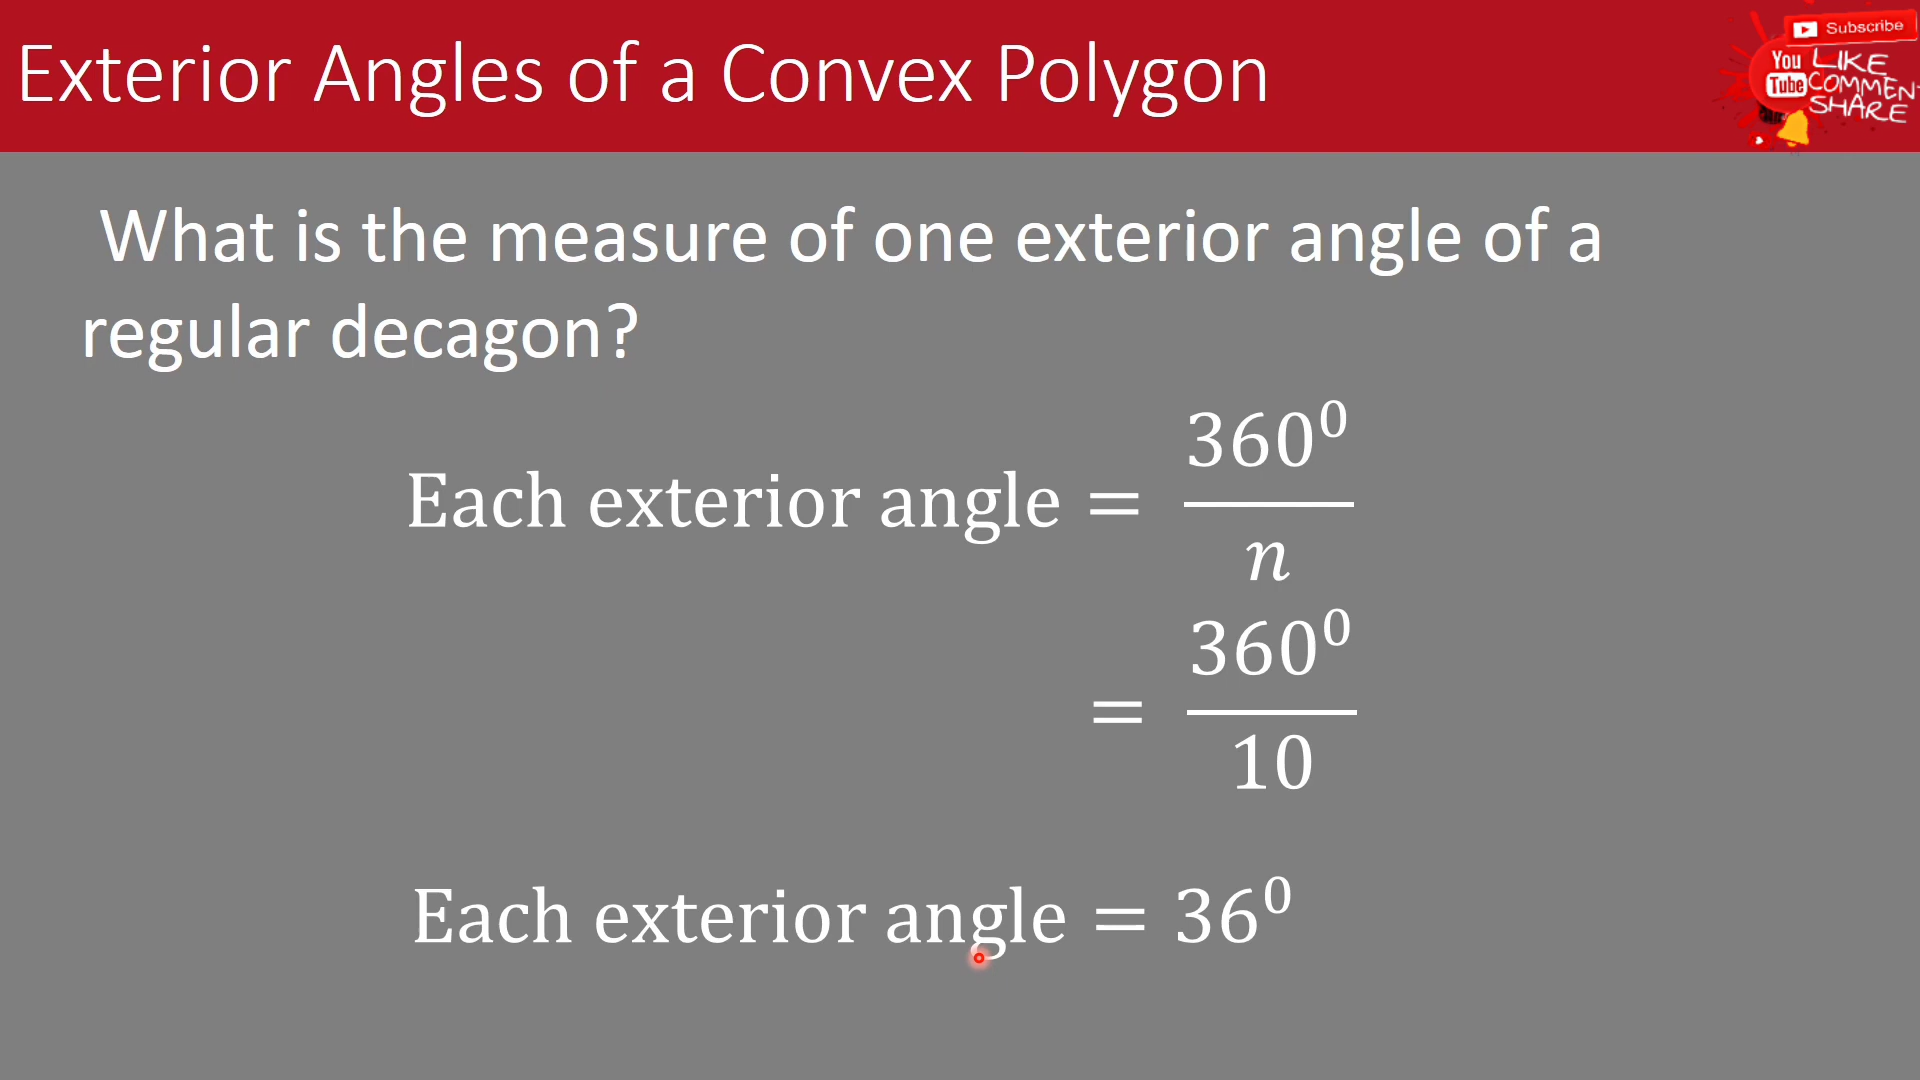 Exterior Angles of a Convex Polygon
Subscribe
You LIKE
Tube COMMENT
SHARE
What is the measure of one exterior angle of a
regular decagon?
Each exterior angle = 360⁰/n
= 360⁰/10
Each exterior angle = 36⁰